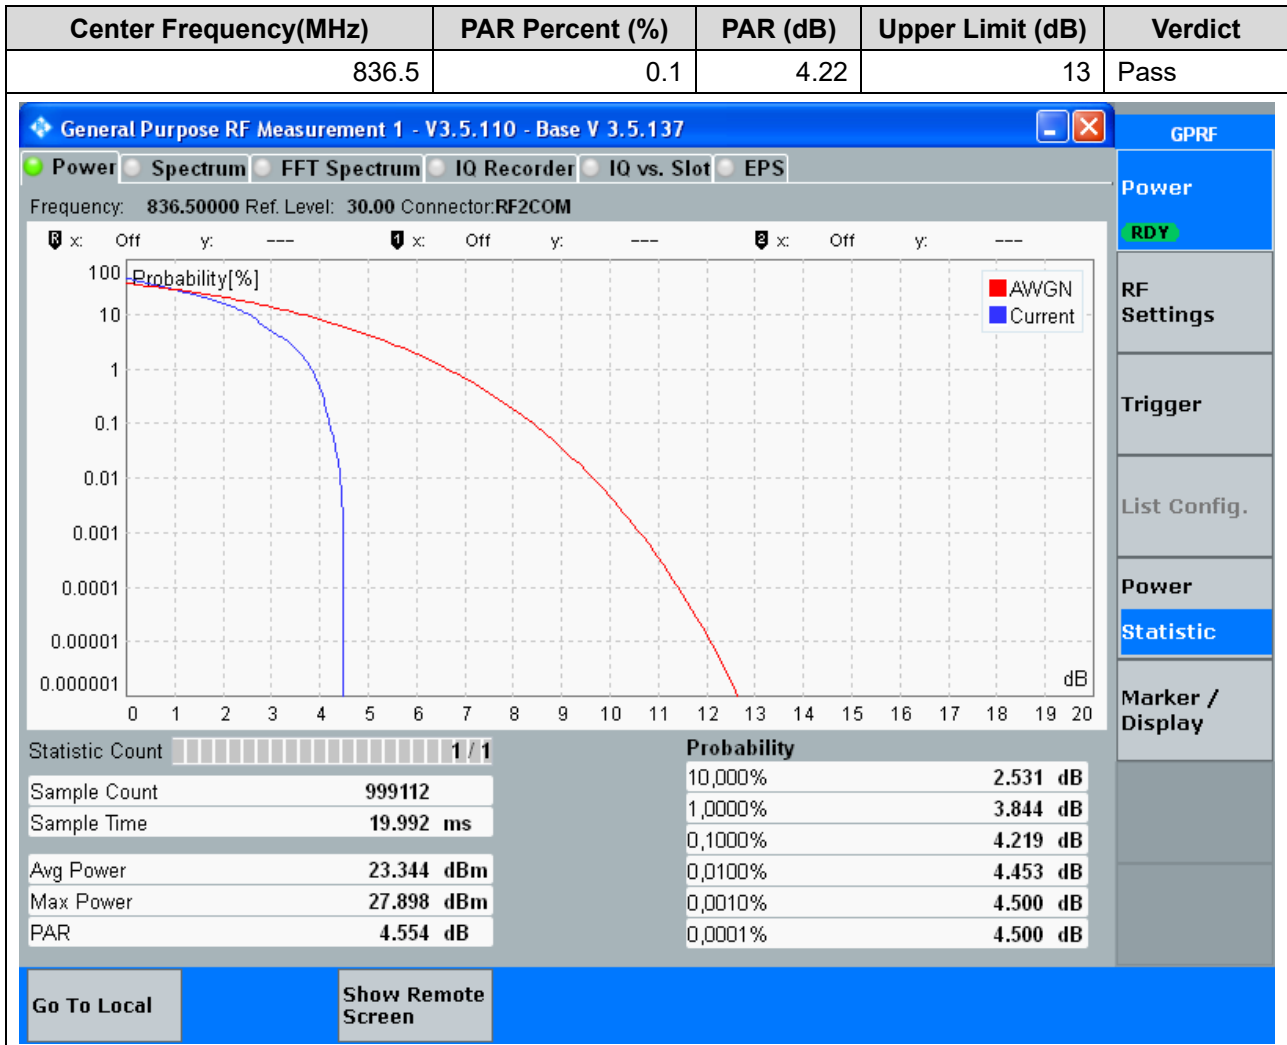 Center Frequency(MHz) PAR Percent (%) PAR (dB) Upper Limit (dB) Verdict
836.5 0.1 4.22 13 Pass
General Purpose RF Measurement 1 - V3.5.110 - Base V 3.5.137
GPRF
Power Spectrum FFT Spectrum IQ Recorder IQ vs. Slot EPS
Frequency: 836.50000 Ref. Level: 30.00 Connector:RF2COM
R x: Off y: --- 1 x: Off y: --- 2 x: Off y: ---
Probability[%]
AWGN
Current
100
10
1
0.1
0.01
0.001
0.0001
0.00001
0.000001
dB
0 1 2 3 4 5 6 7 8 9 10 11 12 13 14 15 16 17 18 19 20
Statistic Count 1 / 1
Sample Count 999112
Sample Time 19.992 ms
Avg Power 23.344 dBm
Max Power 27.898 dBm
PAR 4.554 dB
Probability
10,000% 2.531 dB
1,0000% 3.844 dB
0,1000% 4.219 dB
0,0100% 4.453 dB
0,0010% 4.500 dB
0,0001% 4.500 dB
Power
RDY
RF
Settings
Trigger
List Config.
Power
Statistic
Marker /
Display
Go To Local
Show Remote
Screen